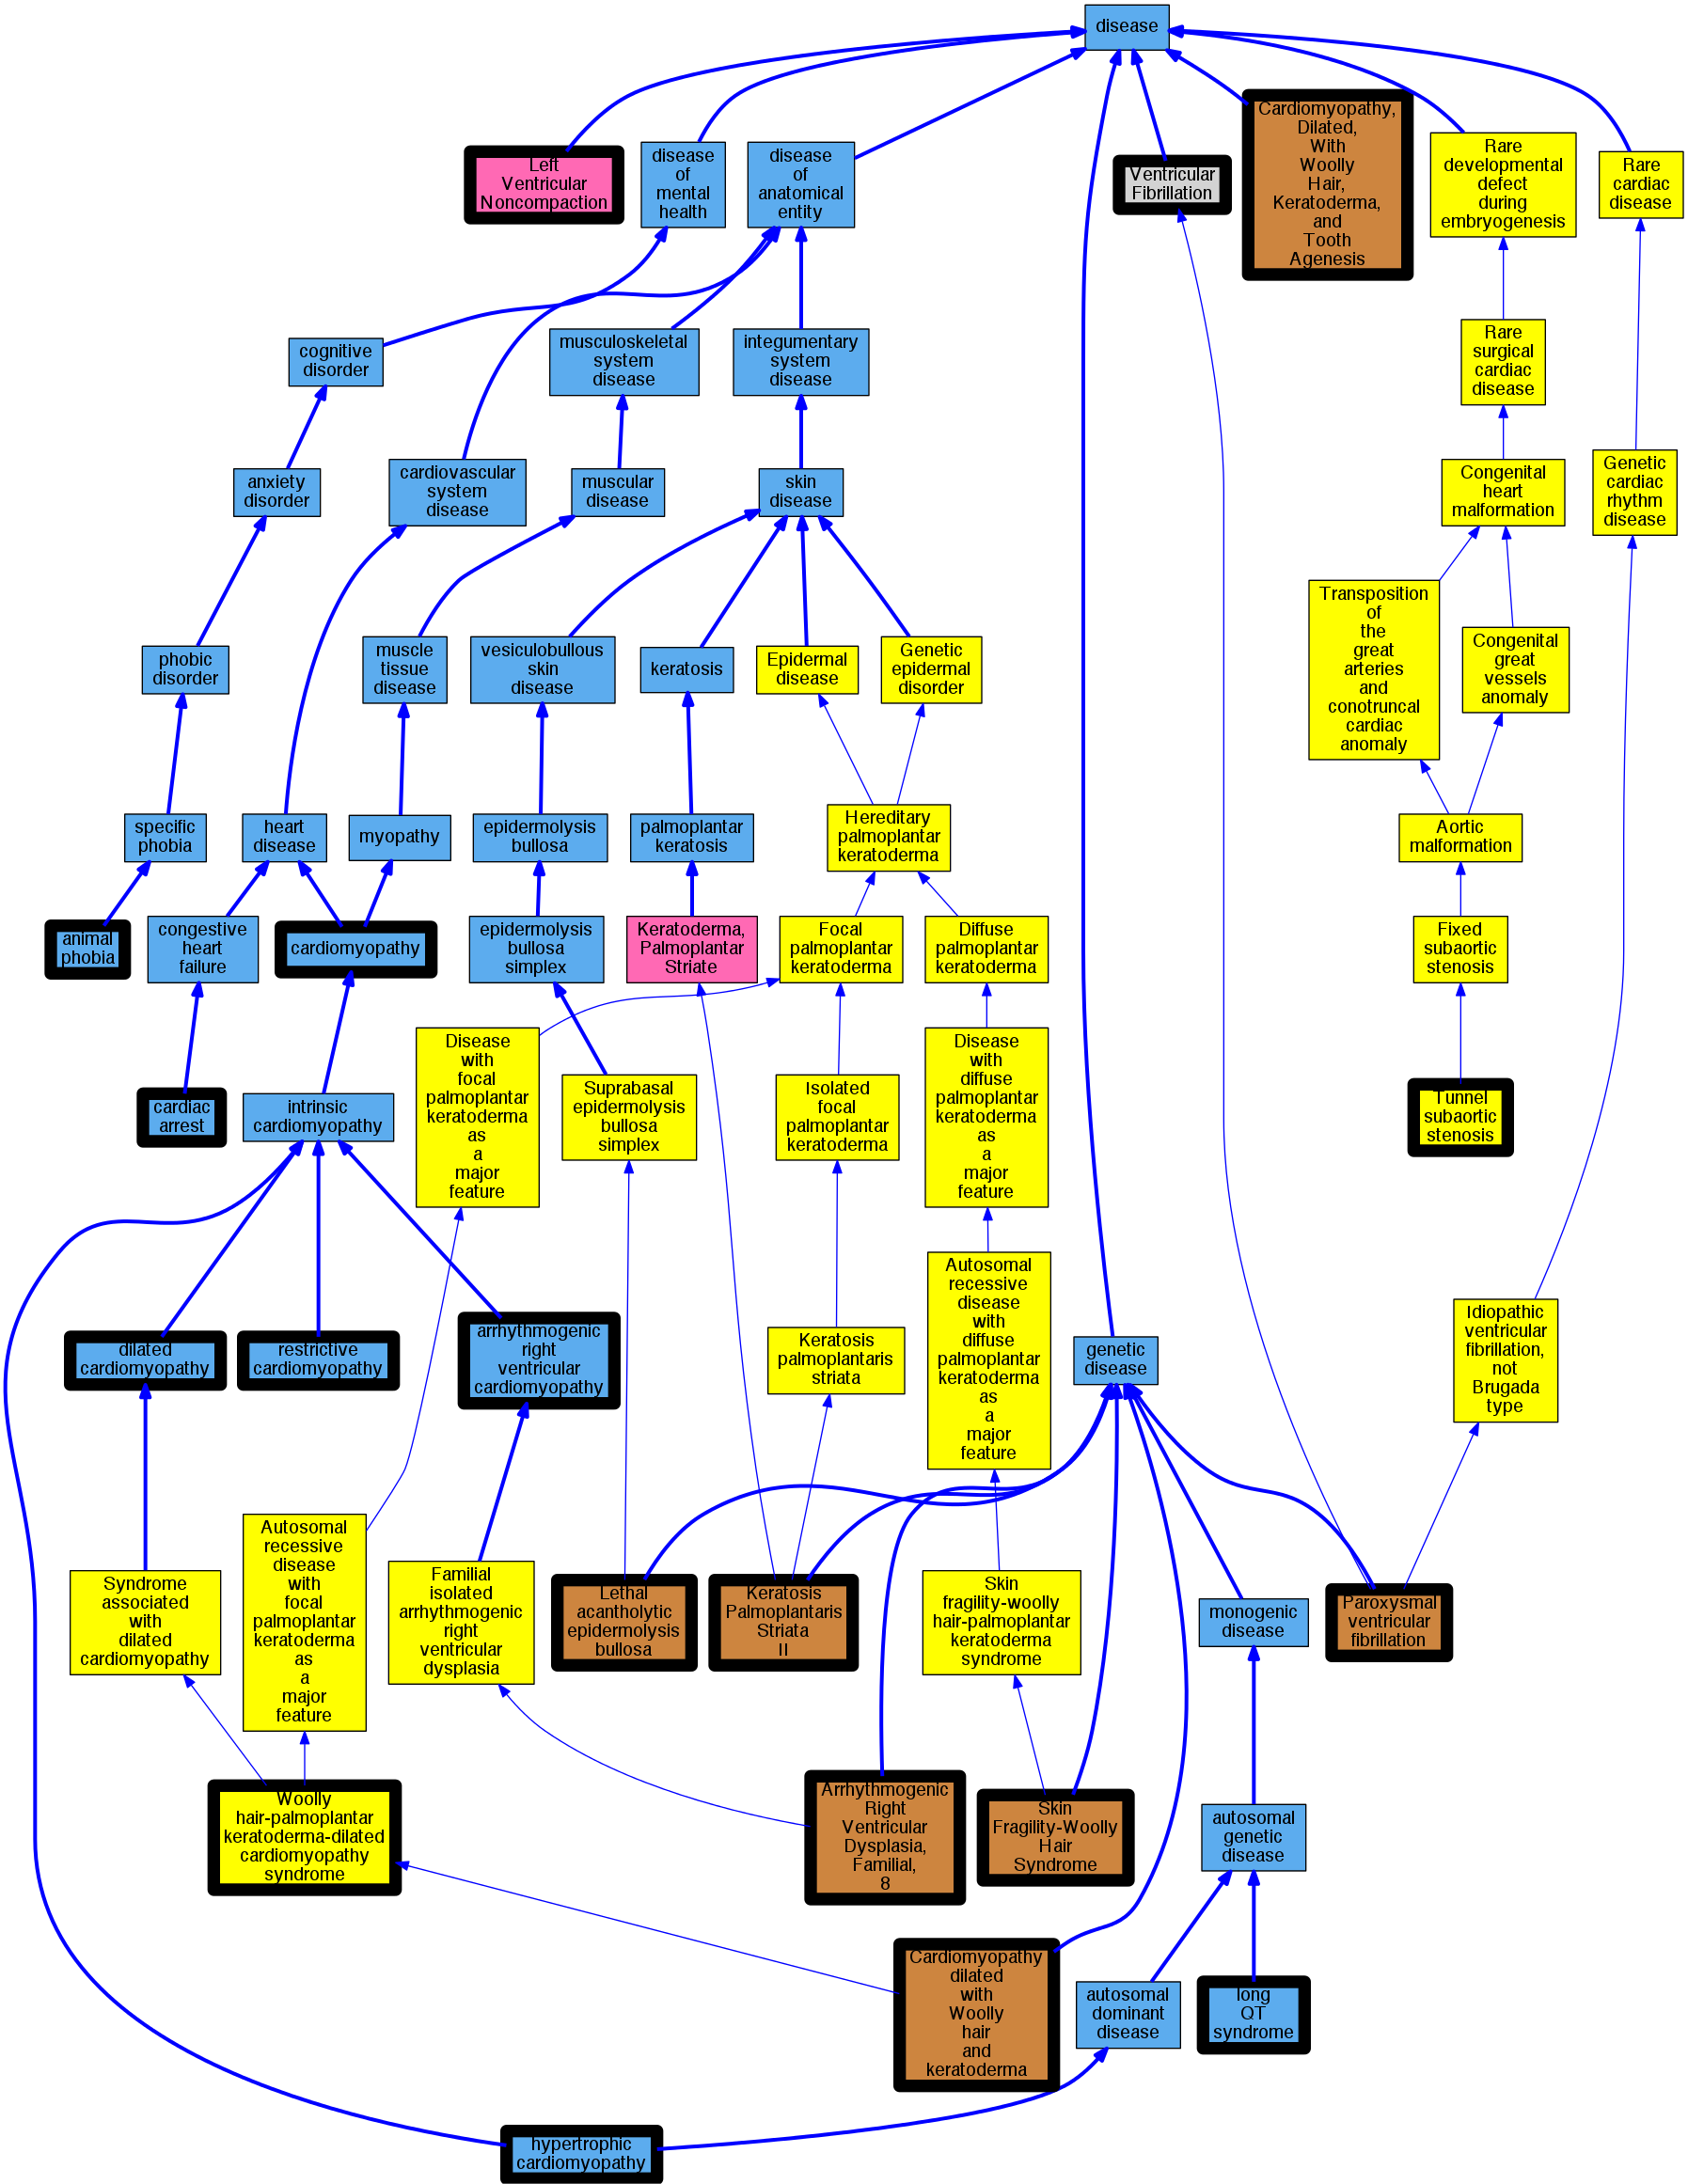 disease
Left
Ventricular
Noncompaction
disease
of
mental
health
disease
of
anatomical
entity
Ventricular
Fibrillation
Cardiomyopathy,
Dilated,
With
Woolly
Hair,
Keratoderma,
and
Tooth
Agenesis
Rare
developmental
defect
during
embryogenesis
Rare
cardiac
disease
cognitive
disorder
musculoskeletal
system
disease
integumentary
system
disease
Rare
surgical
cardiac
disease
anxiety
disorder
cardiovascular
system
disease
muscular
disease
skin
disease
Congenital
heart
malformation
Genetic
cardiac
rhythm
disease
phobic
disorder
muscle
tissue
disease
vesiculobullous
skin
disease
keratosis
Epidermal
disease
Genetic
epidermal
disorder
Transposition
of
the
great
arteries
and
conotruncal
cardiac
anomaly
Congenital
great
vessels
anomaly
specific
phobia
heart
disease
myopathy
epidermolysis
bullosa
palmoplantar
keratosis
Hereditary
palmoplantar
keratoderma
Aortic
malformation
animal
phobia
congestive
heart
failure
cardiomyopathy
epidermolysis
bullosa
simplex
Keratoderma,
Palmoplantar
Striate
Focal
palmoplantar
keratoderma
Diffuse
palmoplantar
keratoderma
Fixed
subaortic
stenosis
cardiac
arrest
intrinsic
cardiomyopathy
Disease
with
focal
palmoplantar
keratoderma
as
a
major
feature
Suprabasal
epidermolysis
bullosa
simplex
Isolated
focal
palmoplantar
keratoderma
Disease
with
diffuse
palmoplantar
keratoderma
as
a
major
feature
Tunnel
subaortic
stenosis
dilated
cardiomyopathy
restrictive
cardiomyopathy
arrhythmogenic
right
ventricular
cardiomyopathy
Keratosis
palmoplantaris
striata
Autosomal
recessive
disease
with
diffuse
palmoplantar
keratoderma
as
a
major
feature
genetic
disease
Idiopathic
ventricular
fibrillation,
not
Brugada
type
Syndrome
associated
with
dilated
cardiomyopathy
Autosomal
recessive
disease
with
focal
palmoplantar
keratoderma
as
a
major
feature
Familial
isolated
arrhythmogenic
right
ventricular
dysplasia
Lethal
acantholytic
epidermolysis
bullosa
Keratosis
Palmoplantaris
Striata
II
Skin
fragility-woolly
hair-palmoplantar
keratoderma
syndrome
monogenic
disease
Paroxysmal
ventricular
fibrillation
Woolly
hair-palmoplantar
keratoderma-dilated
cardiomyopathy
syndrome
Arrhythmogenic
Right
Ventricular
Dysplasia,
Familial,
8
Skin
Fragility-Woolly
Hair
Syndrome
autosomal
genetic
disease
Cardiomyopathy
dilated
with
Woolly
hair
and
keratoderma
autosomal
dominant
disease
long
QT
syndrome
hypertrophic
cardiomyopathy